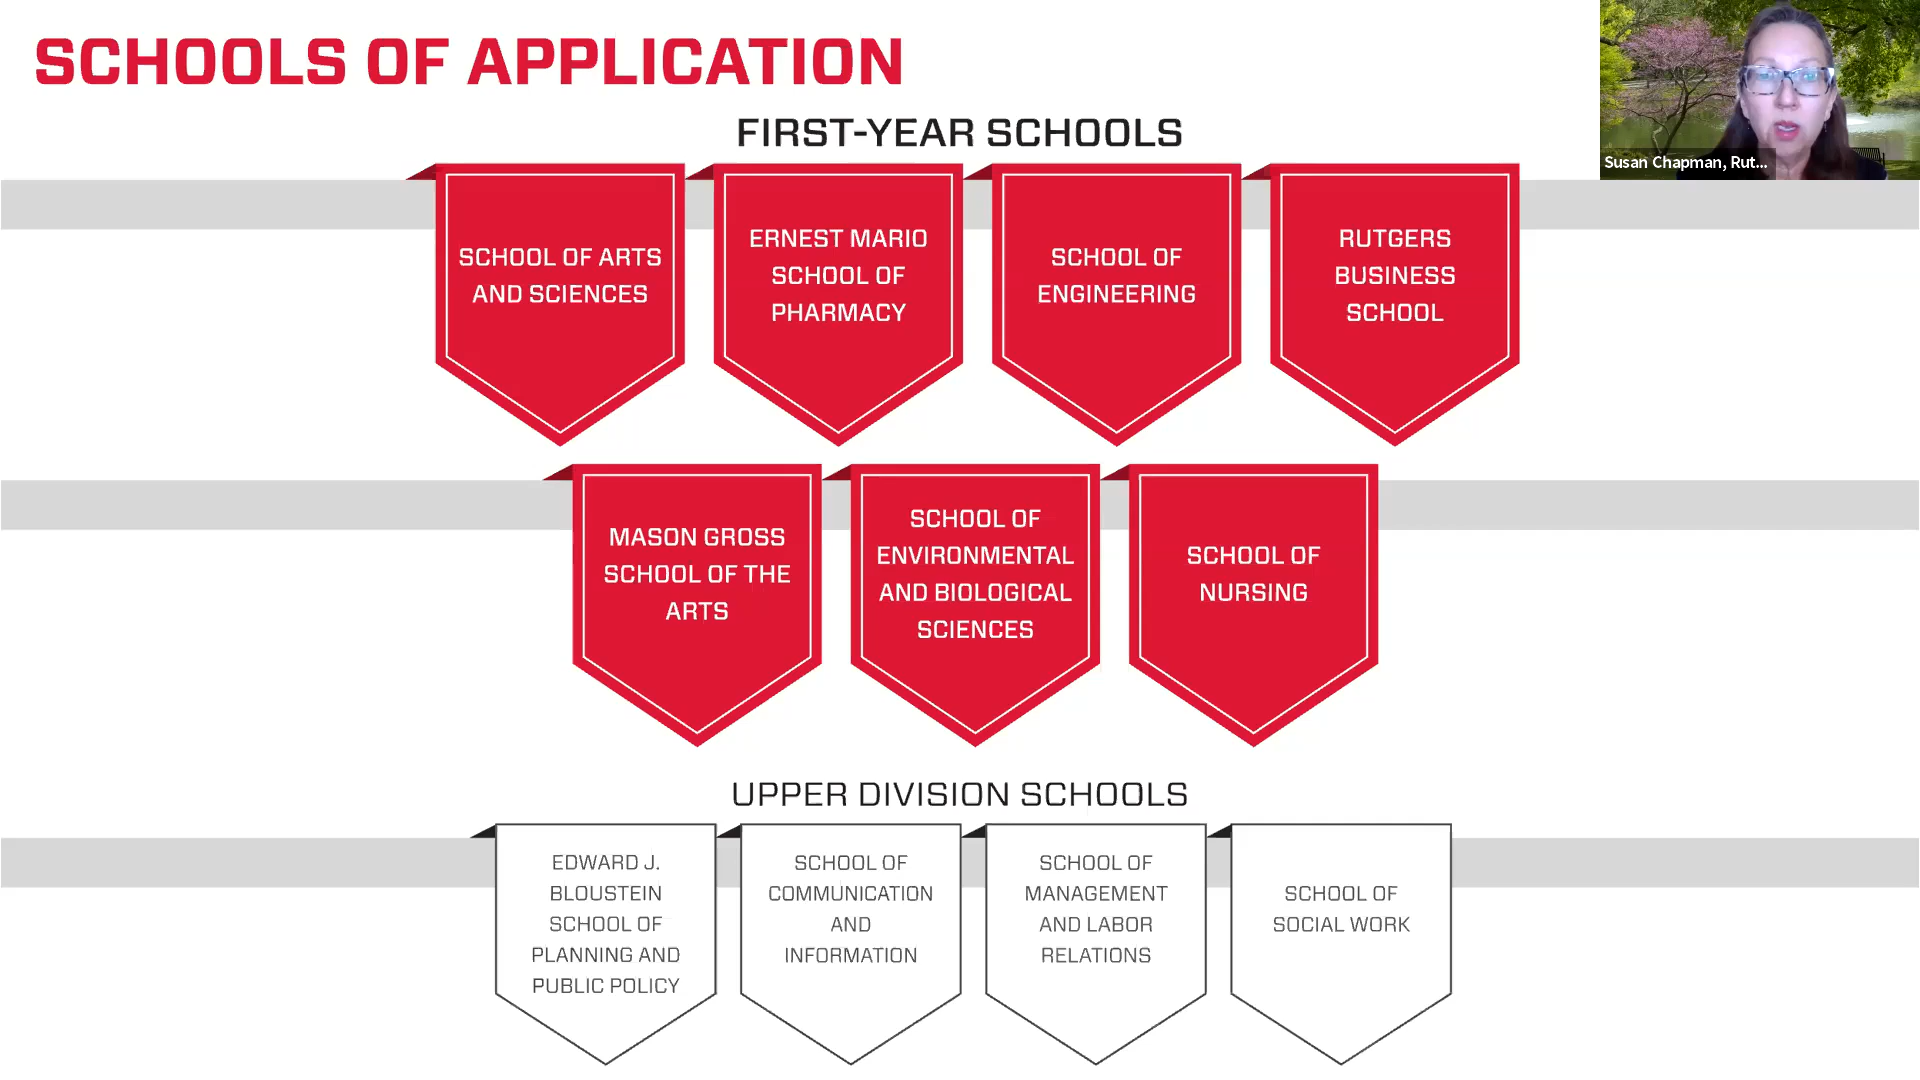 SCHOOLS OF APPLICATION
FIRST-YEAR SCHOOLS
SCHOOL OF ARTS
AND SCIENCES
ERNEST MARIO
SCHOOL OF
PHARMACY
SCHOOL OF
ENGINEERING
RUTGERS
BUSINESS
SCHOOL
Susan Chapman, Rut...
MASON GROSS
SCHOOL OF THE
ARTS
SCHOOL OF
ENVIRONMENTAL
AND BIOLOGICAL
SCIENCES
SCHOOL OF
NURSING
UPPER DIVISION SCHOOLS
EDWARD J.
BLOUSTEIN
SCHOOL OF
PLANNING AND
PUBLIC POLICY
SCHOOL OF
COMMUNICATION
AND
INFORMATION
SCHOOL OF
MANAGEMENT
AND LABOR
RELATIONS
SCHOOL OF
SOCIAL WORK